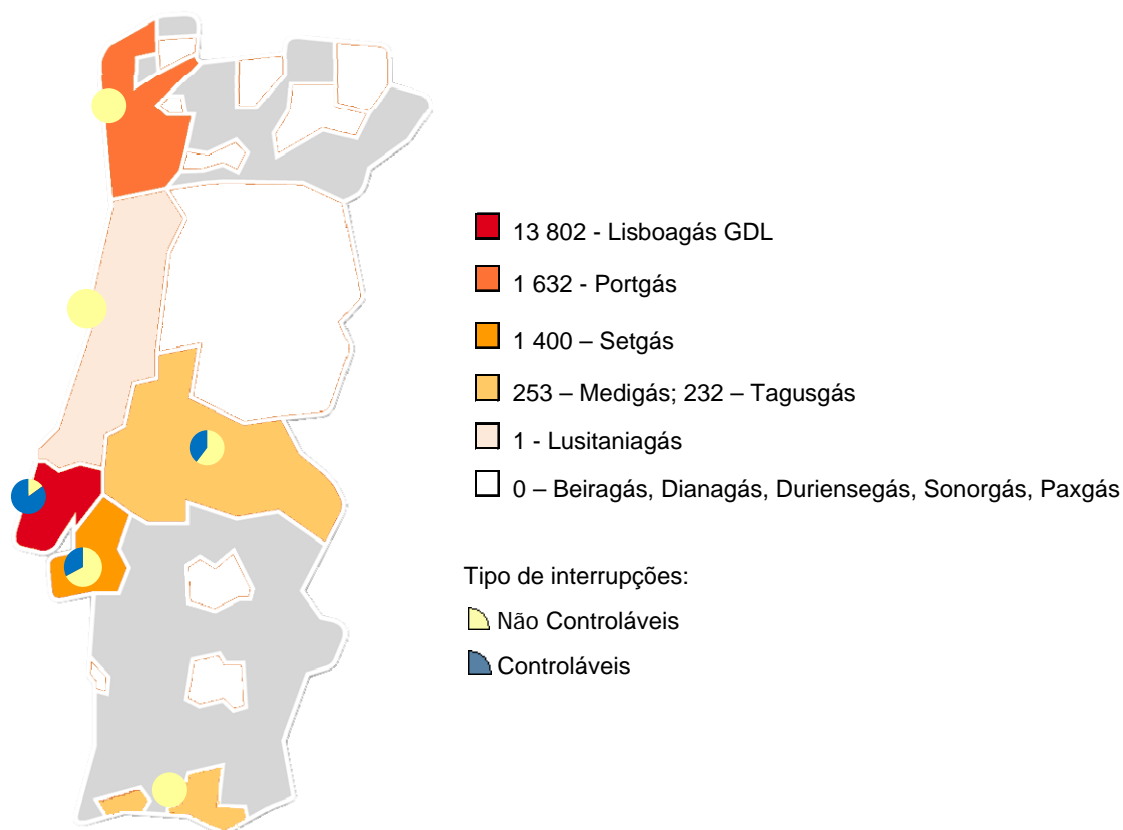 13 802 - Lisboagás GDL
1 632 - Portgás
1 400 – Setgás
253 – Medigás; 232 – Tagusgás
1 - Lusitaniagás
0 – Beiragás, Dianagás, Duriensegás, Sonorgás, Paxgás
Tipo de interrupções:
Não Controláveis
Controláveis